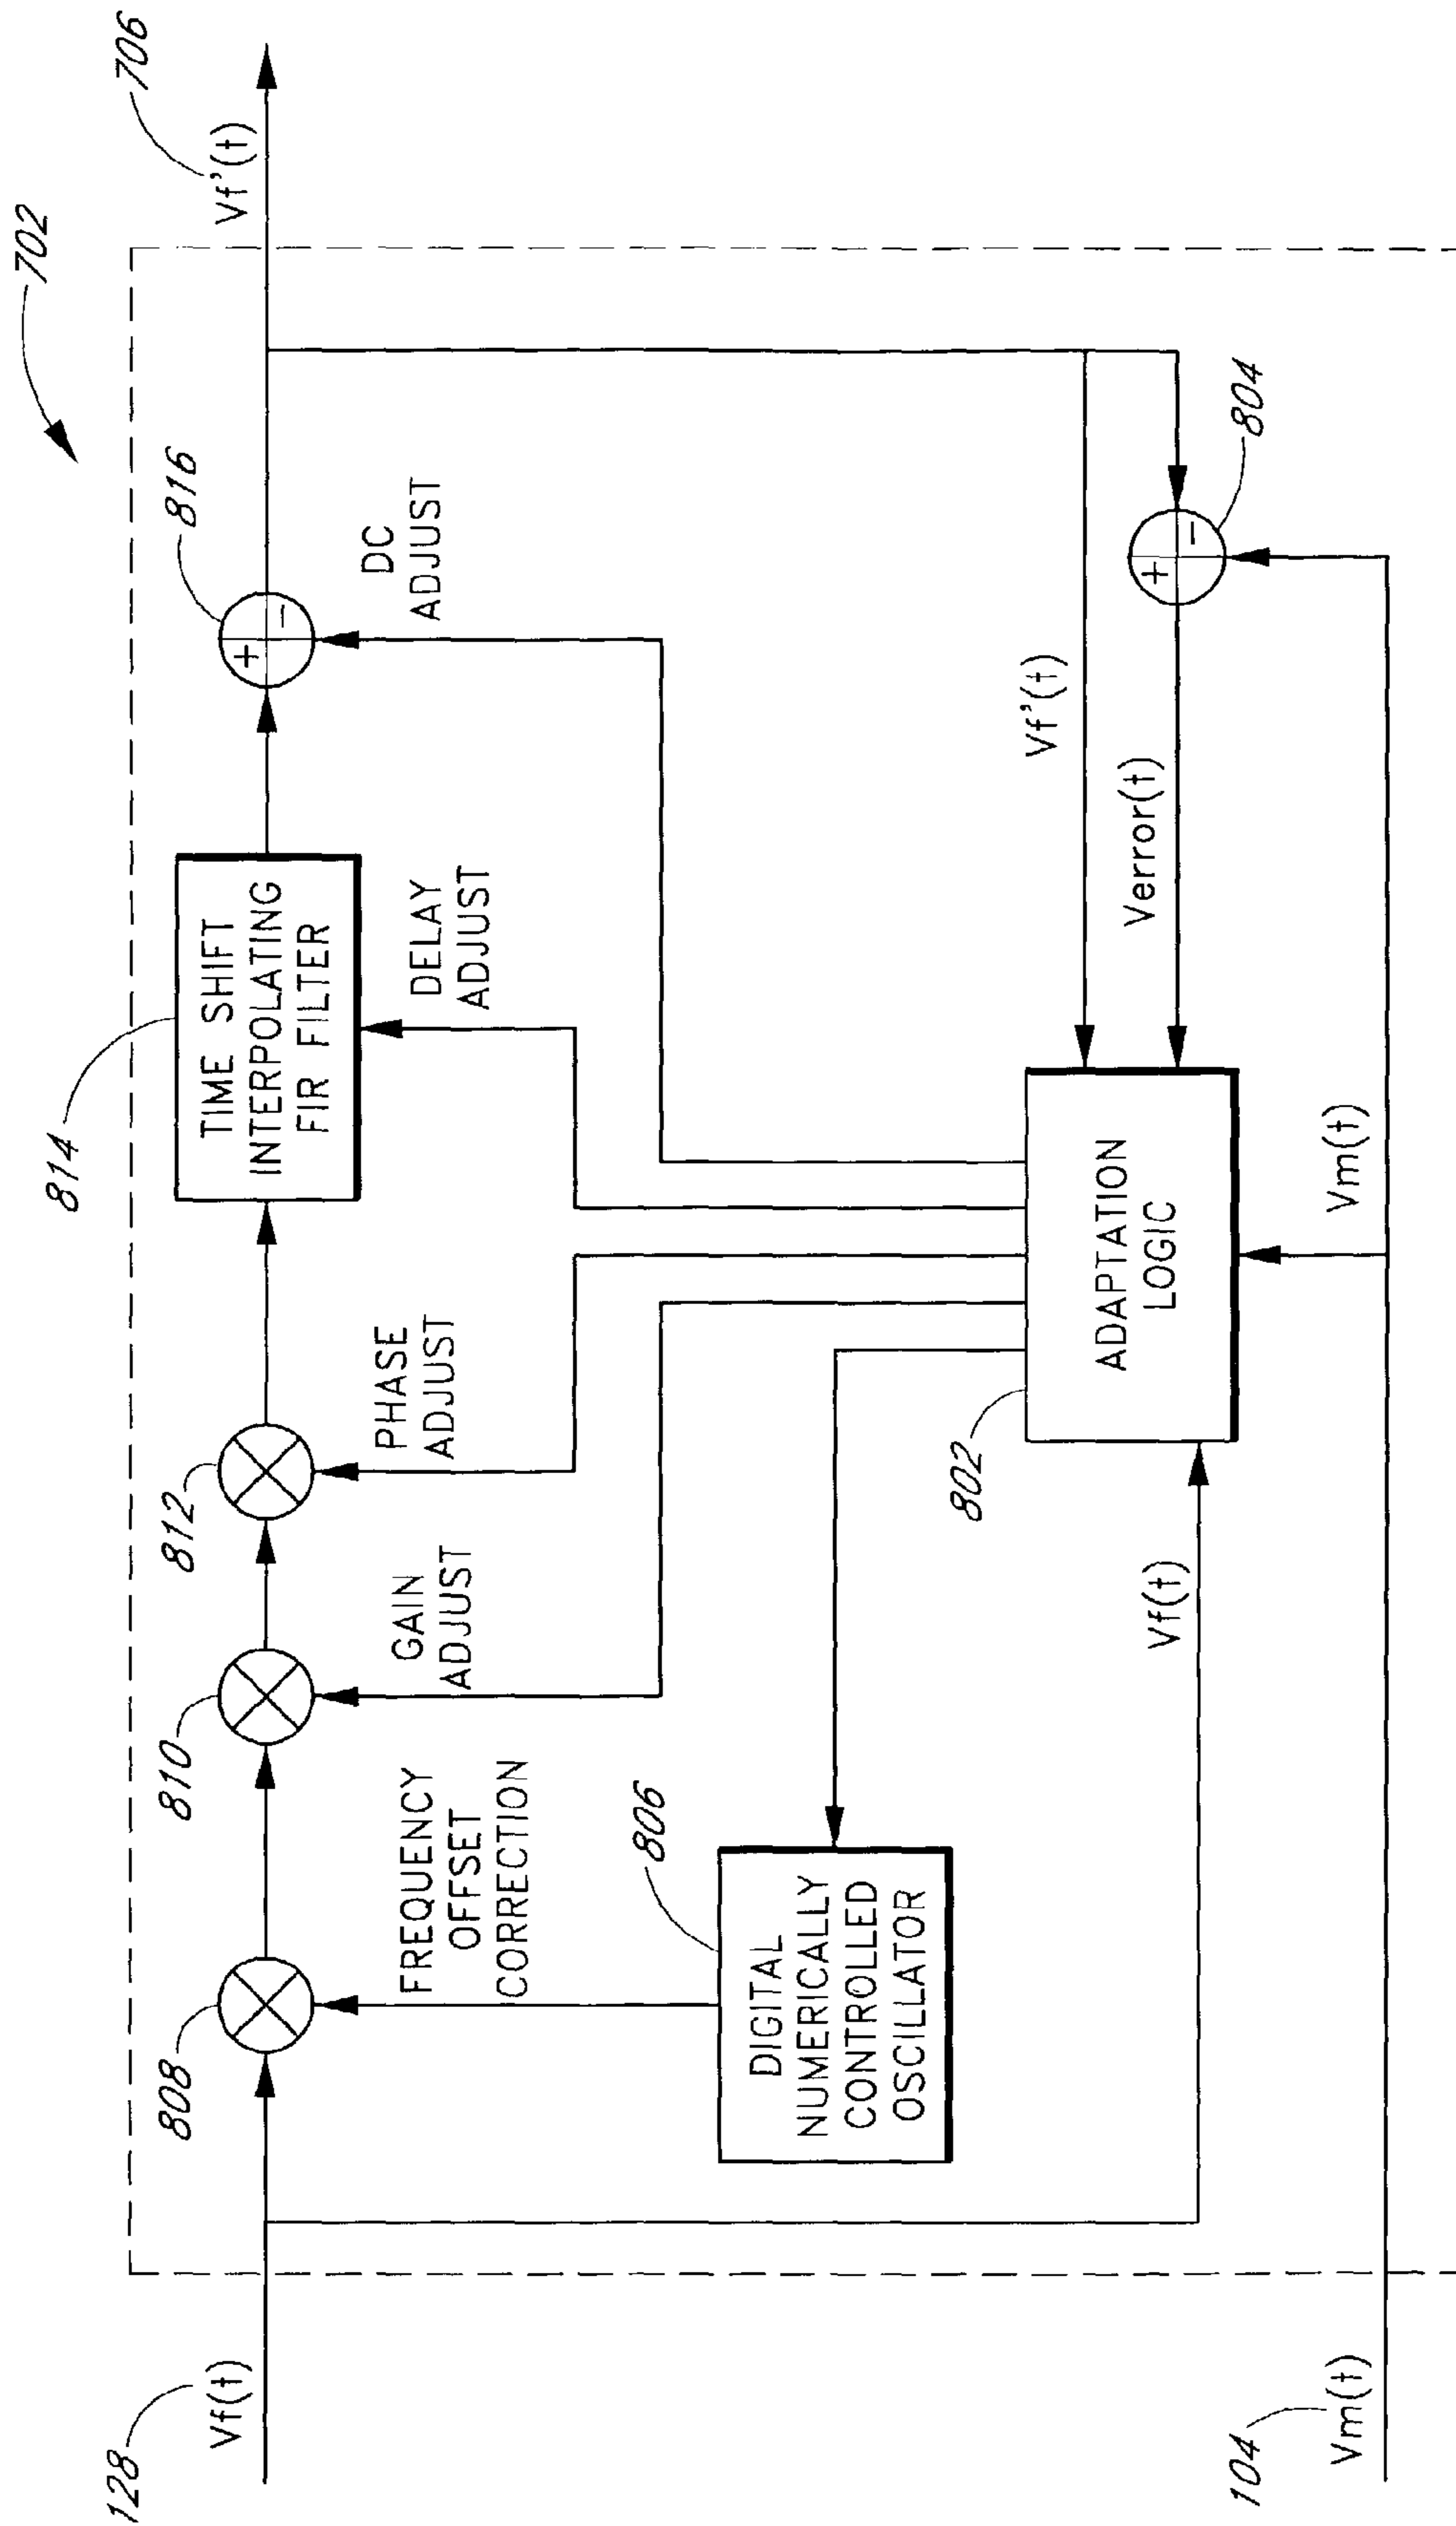 702
128
Vf(t)
808
810
812
814
TIME SHIFT
INTERPOLATING
FIR FILTER
816
Vf'(t)
706
FREQUENCY
OFFSET
CORRECTION
GAIN
ADJUST
PHASE
ADJUST
DELAY
ADJUST
+
−
DC
ADJUST
806
DIGITAL
NUMERICALLY
CONTROLLED
OSCILLATOR
802
ADAPTATION
LOGIC
Vf'(t)
Verror(t)
+
−
804
Vf(t)
Vm(t)
104
Vm(t)